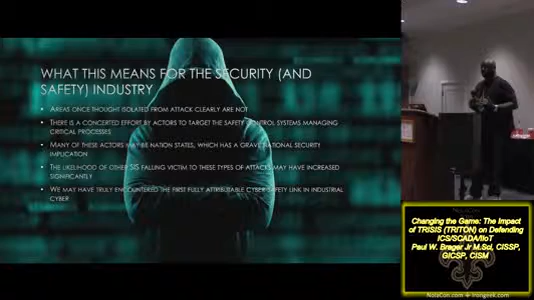 WHAT THIS MEANS FOR THE SECURITY (AND
SAFETY) INDUSTRY
• AREAS ONCE THOUGHT ISOLATED FROM ATTACK CLEARLY ARE NOT
• THERE IS A CONCERTED EFFORT BY ACTORS TO TARGET THE SAFETY CONTROL SYSTEMS MANAGING
CRITICAL PROCESSES
• MANY OF THESE ACTORS MAY BE NATION STATES, WHICH HAS A GRAVE NATIONAL SECURITY
IMPLICATION
• THE LIKELIHOOD OF OTHER SIS FALLING VICTIM TO THESE TYPES OF ATTACKS MAY HAVE INCREASED
SIGNIFICANTLY
• WE MAY HAVE TRULY ENCOUNTERED THE FIRST FULLY ATTRIBUTABLE CYBER-SAFETY LINK IN INDUSTRIAL
CYBER
Changing the Game: The Impact
of TRISIS (TRITON) on Defending
ICS/SCADA/IIoT
Paul W. Brager Jr M.Sci, CISSP,
GICSP, CISM
NolaCon.com ⚜ Irongeek.com